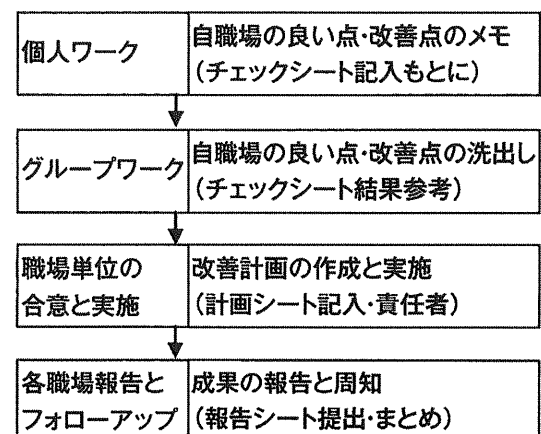 個人ワーク
自職場の良い点・改善点のメモ
（チェックシート記入もとに）
グループワーク
自職場の良い点・改善点の洗出し
（チェックシート結果参考）
職場単位の
合意と実施
改善計画の作成と実施
（計画シート記入・責任者）
各職場報告と
フォローアップ
成果の報告と周知
（報告シート提出・まとめ）